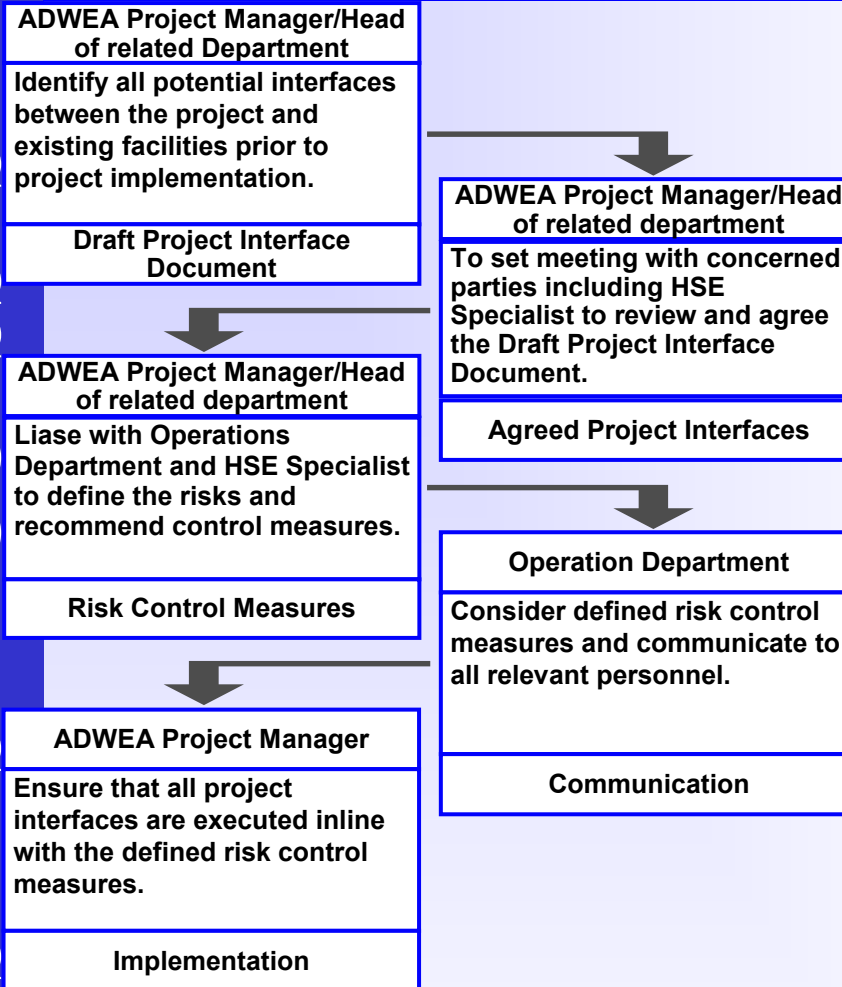 ADWEA Project Manager/Head
of related Department
Identify all potential interfaces
between the project and
existing facilities prior to
project implementation.
Draft Project Interface
Document
ADWEA Project Manager/Head
of related department
To set meeting with concerned
parties including HSE
Specialist to review and agree
the Draft Project Interface
Document.
Agreed Project Interfaces
ADWEA Project Manager/Head
of related department
Liase with Operations
Department and HSE Specialist
to define the risks and
recommend control measures.
Risk Control Measures
Operation Department
Consider defined risk control
measures and communicate to
all relevant personnel.
Communication
ADWEA Project Manager
Ensure that all project
interfaces are executed inline
with the defined risk control
measures.
Implementation